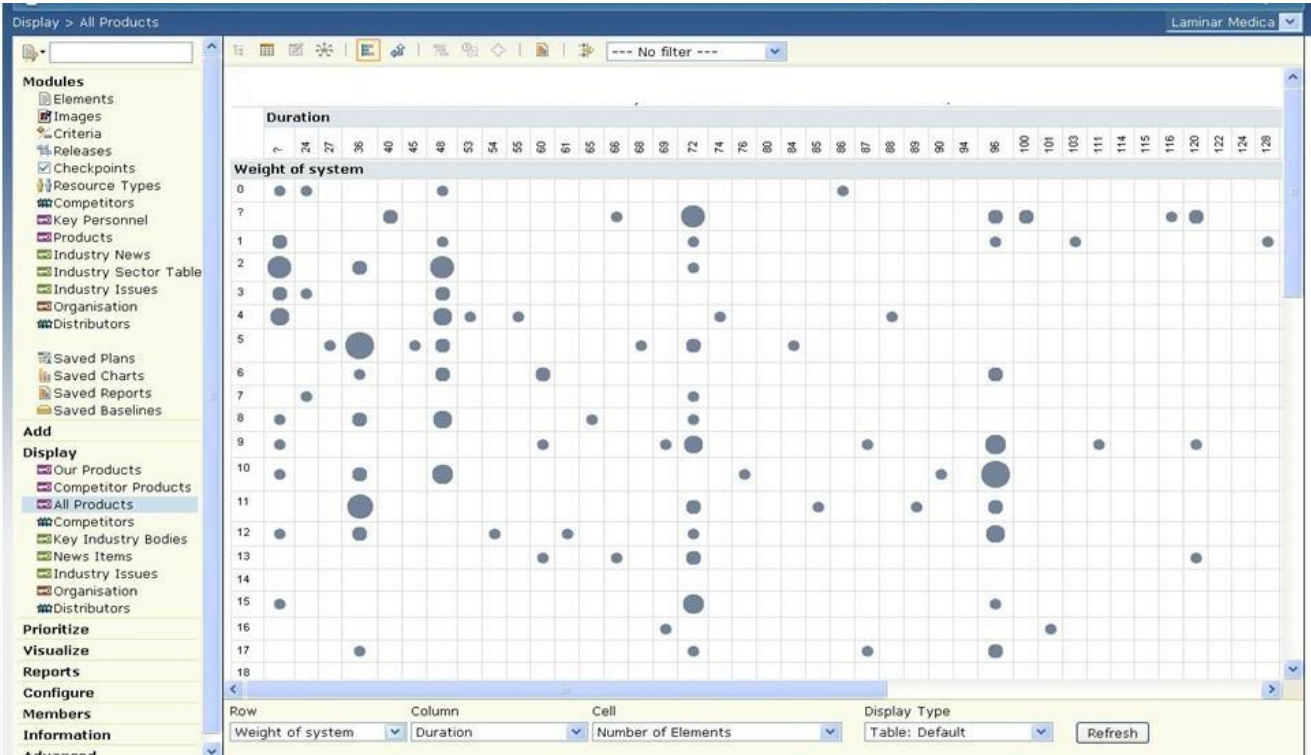 Display > All Products
Laminar Medica
--- No filter ---
Modules
Elements
Images
Criteria
Releases
Checkpoints
Resource Types
Competitors
Key Personnel
Products
Industry News
Industry Sector Table
Industry Issues
Organisation
Distributors
Saved Plans
Saved Charts
Saved Reports
Saved Baselines
Add
Display
Our Products
Competitor Products
All Products
Competitors
Key Industry Bodies
News Items
Industry Issues
Organisation
Distributors
Prioritize
Visualize
Reports
Configure
Members
Information
Advanced
Duration
? 24 27 36 40 45 48 53 54 55 60 61 65 66 68 69 72 74 76 80 84 85 86 87 88 89 90 94 96 100 101 103 111 114 115 116 120 122 124 128
Weight of system
0
?
1
2
3
4
5
6
7
8
9
10
11
12
13
14
15
16
17
18
Row Column Cell Display Type
Weight of system Duration Number of Elements Table: Default Refresh